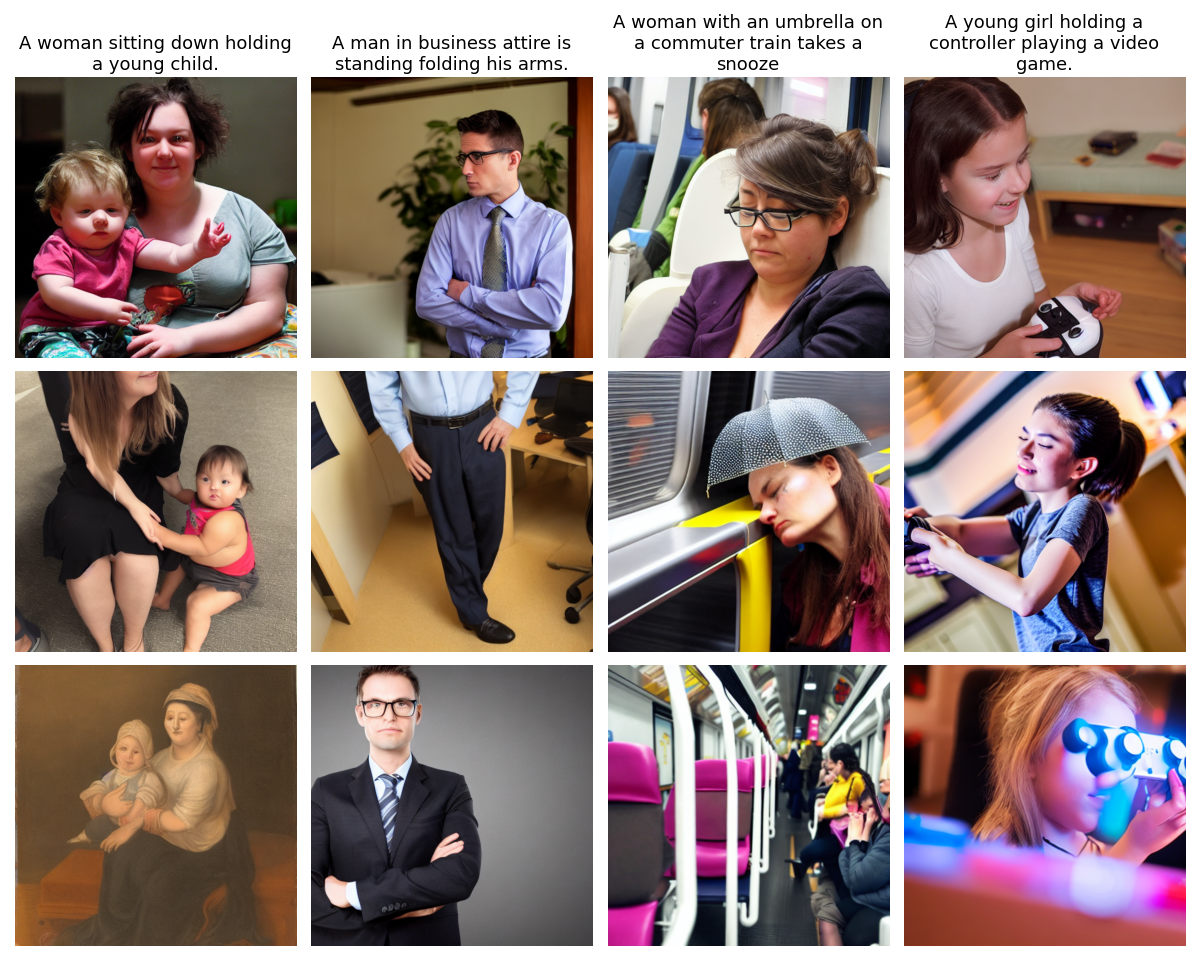 A woman sitting down holding
a young child.
A man in business attire is
standing folding his arms.
A woman with an umbrella on
a commuter train takes a
snooze
A young girl holding a
controller playing a video
game.